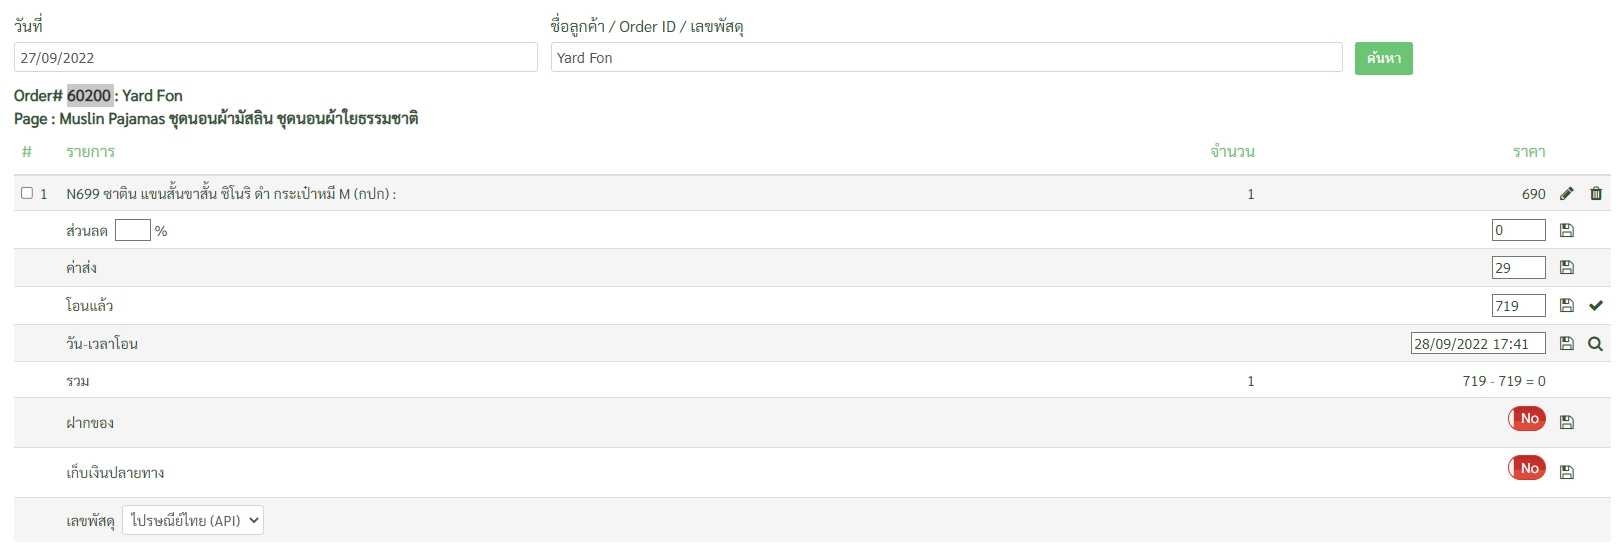 วันที่ ชื่อลูกค้า / Order ID / เลขพัสดุ
27/09/2022 Yard Fon ค้นหา
Order# 60200 : Yard Fon
Page : Muslin Pajamas ชุดนอนผ้ามัสลิน ชุดนอนผ้าใยธรรมชาติ
# รายการ จำนวน ราคา
1 N699 ซาติน แขนสั้นขาสั้น ชิโนริ ดำ กระเป๋าหมี M (กปก) : 1 690
ส่วนลด % 0
ค่าส่ง 29
โอนแล้ว 719
วัน-เวลาโอน 28/09/2022 17:41
รวม 1 719 - 719 = 0
ฝากของ No
เก็บเงินปลายทาง No
เลขพัสดุ ไปรษณีย์ไทย (API)